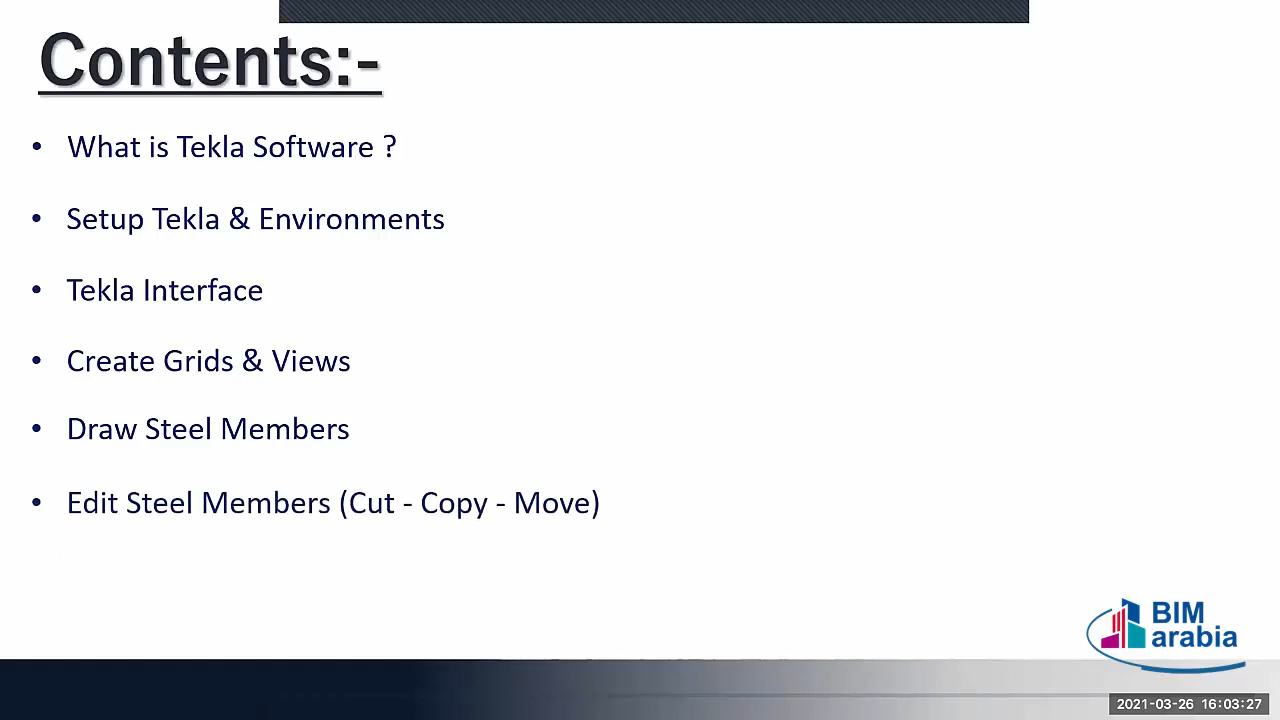 Contents:-
• What is Tekla Software ?
• Setup Tekla & Environments
• Tekla Interface
• Create Grids & Views
• Draw Steel Members
• Edit Steel Members (Cut - Copy - Move)
BIM
arabia
2021-03-26 16:03:27